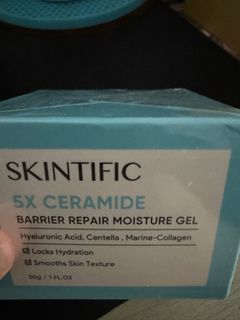 SKINTIFIC
5X CERAMIDE
BARRIER REPAIR MOISTURE GEL
Hyaluronic Acid, Centella , Marine-Collagen
Locks Hydration
Smooths Skin Texture
30g / 1 FL.OZ